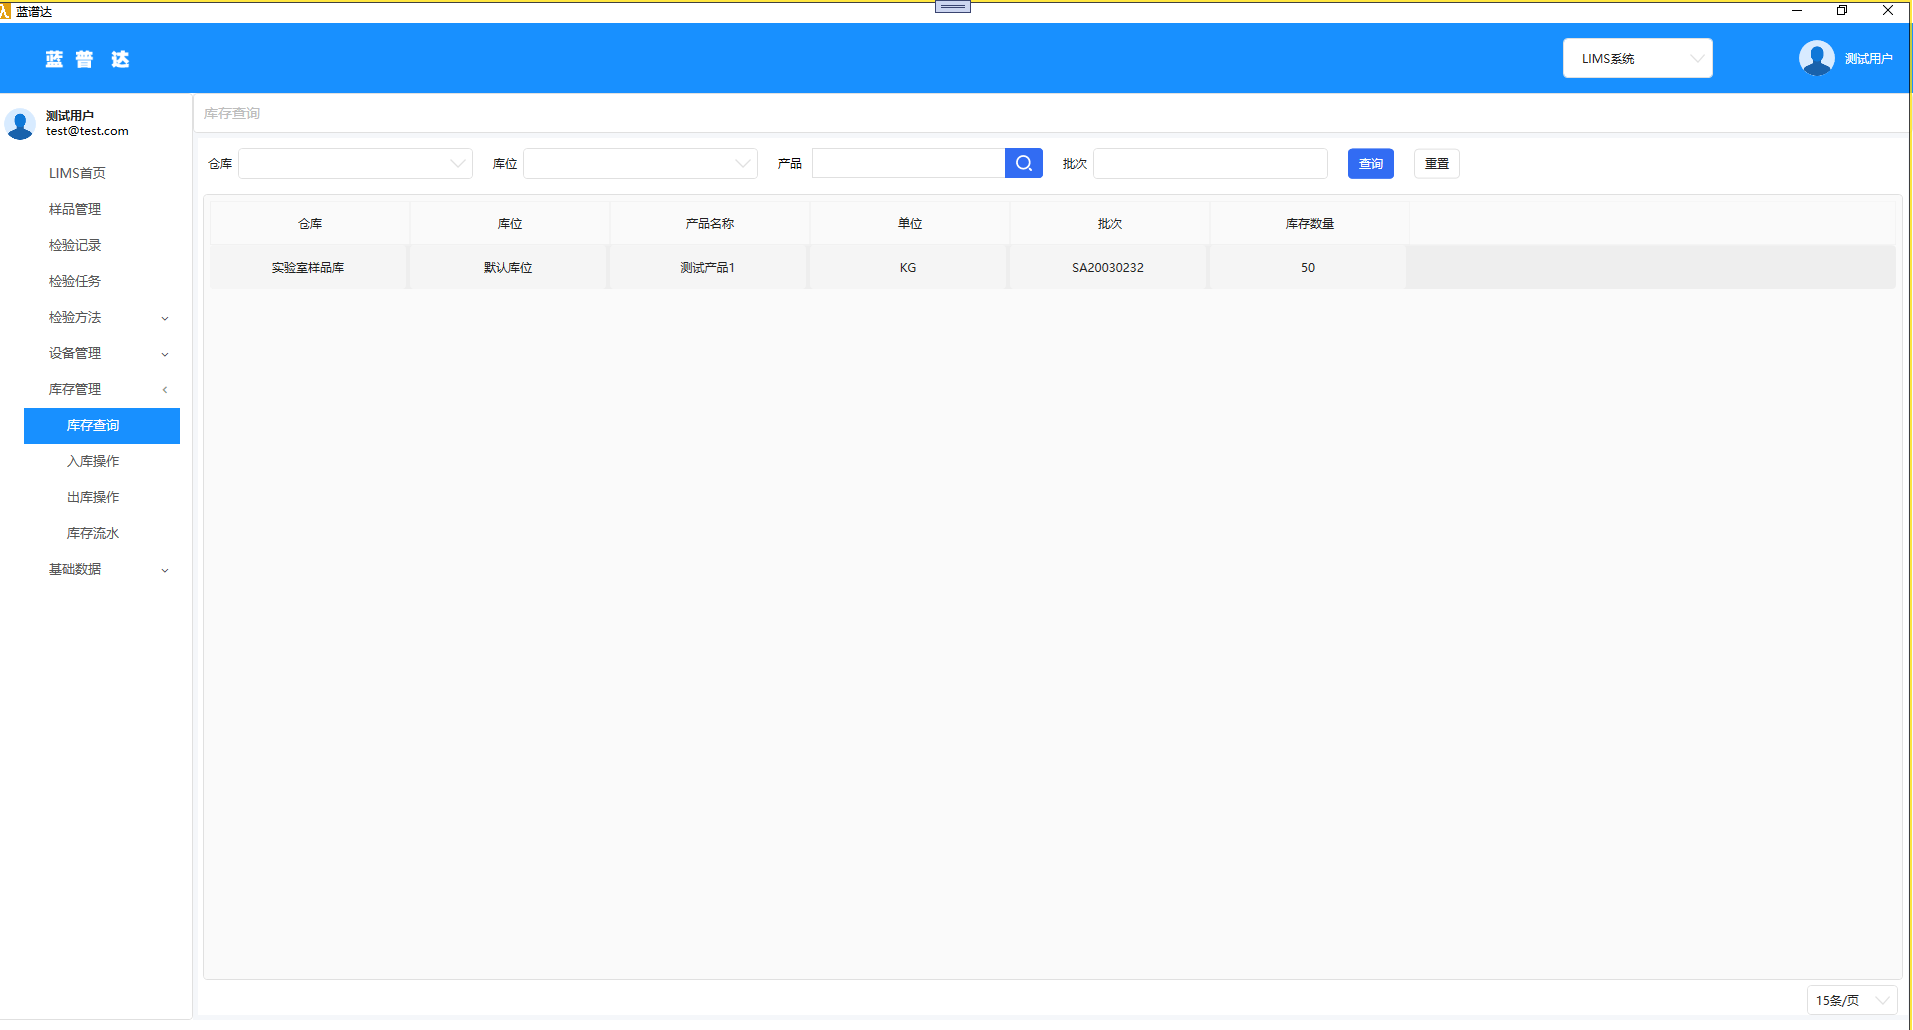 蓝谱达
蓝普达
LIMS系统
测试用户
测试用户
test@test.com
LIMS首页
样品管理
检验记录
检验任务
检验方法
设备管理
库存管理
库存查询
入库操作
出库操作
库存流水
基础数据
库存查询
仓库 库位 产品 批次 查询 重置
仓库 库位 产品名称 单位 批次 库存数量
实验室样品库 默认库位 测试产品1 KG SA20030232 50
15条/页